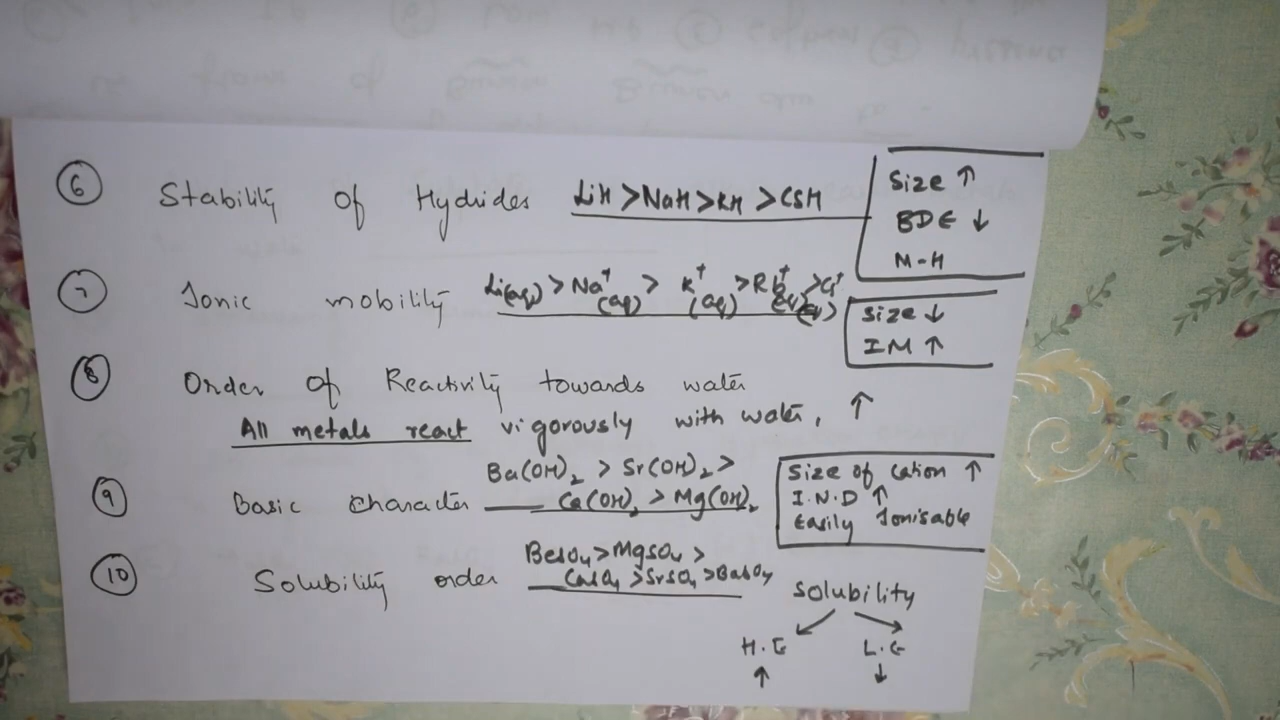 ⑥ Stability of Hydrides LiH > NaH > KH > CSH
Size ↑
BDE ↓
M-H
⑦ Ionic mobility Li(aq) > Na⁺(aq) > K⁺(aq) > Rb⁺(aq) > Cs⁺
Size ↓
IM ↑
⑧ Order of Reactivity towards water
All metals react vigorously with water, ↑
⑨ Basic character Ba(OH)₂ > Sr(OH)₂ >
Ca(OH)₂ > Mg(OH)₂
Size of cation ↑
I.N.D ↑
Easily Ionisable
⑩ Solubility order BeSO₄ > MgSO₄ >
CaSO₄ > SrSO₄ > BaSO₄
Solubility
H.E L.E
↑ ↓